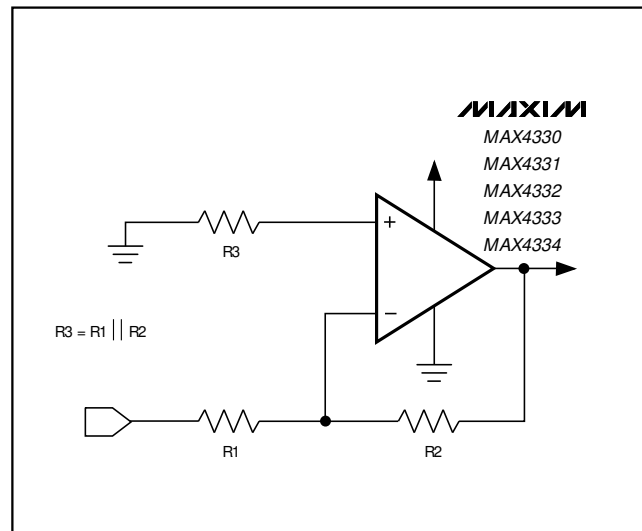 MAXIM
MAX4330
MAX4331
MAX4332
MAX4333
MAX4334
+
R3
−
R3 = R1 || R2
R1
R2